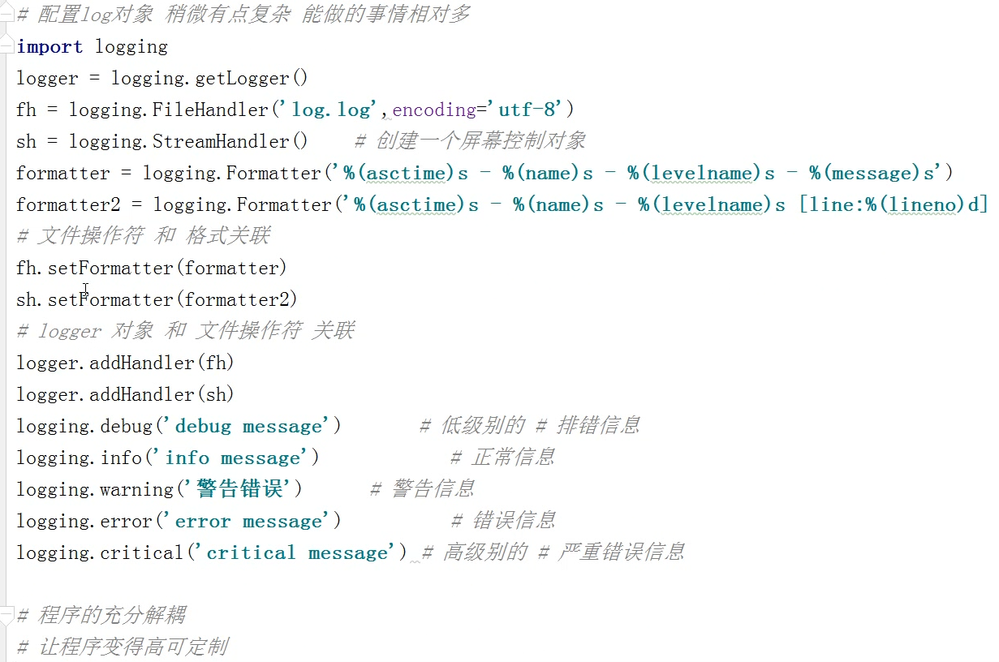 # 配置log对象 稍微有点复杂 能做的事情相对多
import logging
logger = logging.getLogger()
fh = logging.FileHandler('log.log',encoding='utf-8')
sh = logging.StreamHandler()    # 创建一个屏幕控制对象
formatter = logging.Formatter('%(asctime)s - %(name)s - %(levelname)s - %(message)s')
formatter2 = logging.Formatter('%(asctime)s - %(name)s - %(levelname)s [line:%(lineno)d]
# 文件操作符 和 格式关联
fh.setFormatter(formatter)
sh.setFormatter(formatter2)
# logger 对象 和 文件操作符 关联
logger.addHandler(fh)
logger.addHandler(sh)
logging.debug('debug message')       # 低级别的 # 排错信息
logging.info('info message')            # 正常信息
logging.warning('警告错误')      # 警告信息
logging.error('error message')          # 错误信息
logging.critical('critical message') # 高级别的 # 严重错误信息
# 程序的充分解耦
# 让程序变得高可定制